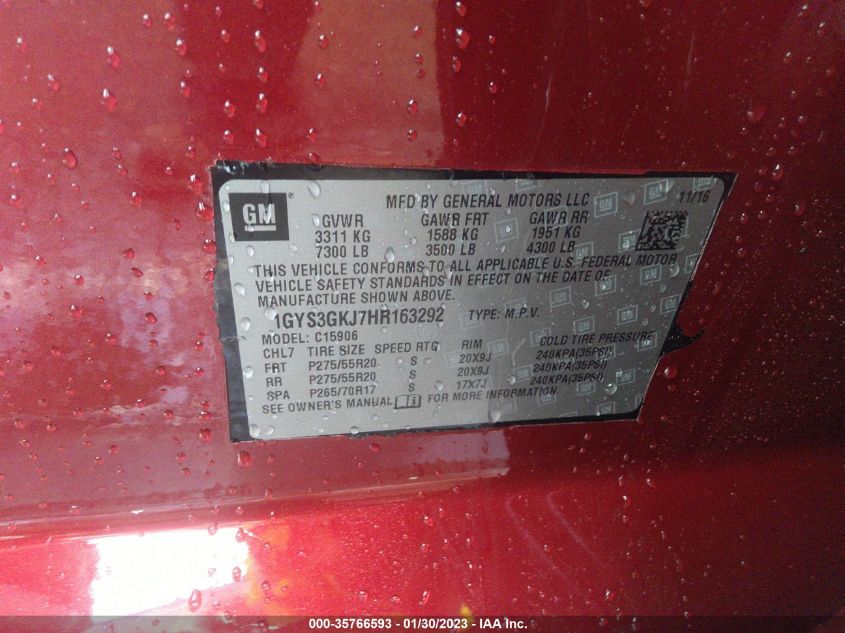 GM
MFD BY GENERAL MOTORS LLC 11/16
GVWR GAWR FRT GAWR RR
3311 KG 1588 KG 1951 KG
7300 LB 3500 LB 4300 LB
THIS VEHICLE CONFORMS TO ALL APPLICABLE U.S. FEDERAL MOTOR
VEHICLE SAFETY STANDARDS IN EFFECT ON THE DATE OF
MANUFACTURE SHOWN ABOVE.
1GYS3GKJ7HR163292 TYPE: M.P.V.
MODEL: C15906
CHL7 TIRE SIZE SPEED RTG RIM COLD TIRE PRESSURE
FRT P275/55R20 S 20X9J 240KPA(35PSI)
RR P275/55R20 S 20X9J 240KPA(35PSI)
SPA P265/70R17 S 17X7J 240KPA(35PSI)
SEE OWNER'S MANUAL FOR MORE INFORMATION
000-35766593 - 01/30/2023 - IAA Inc.